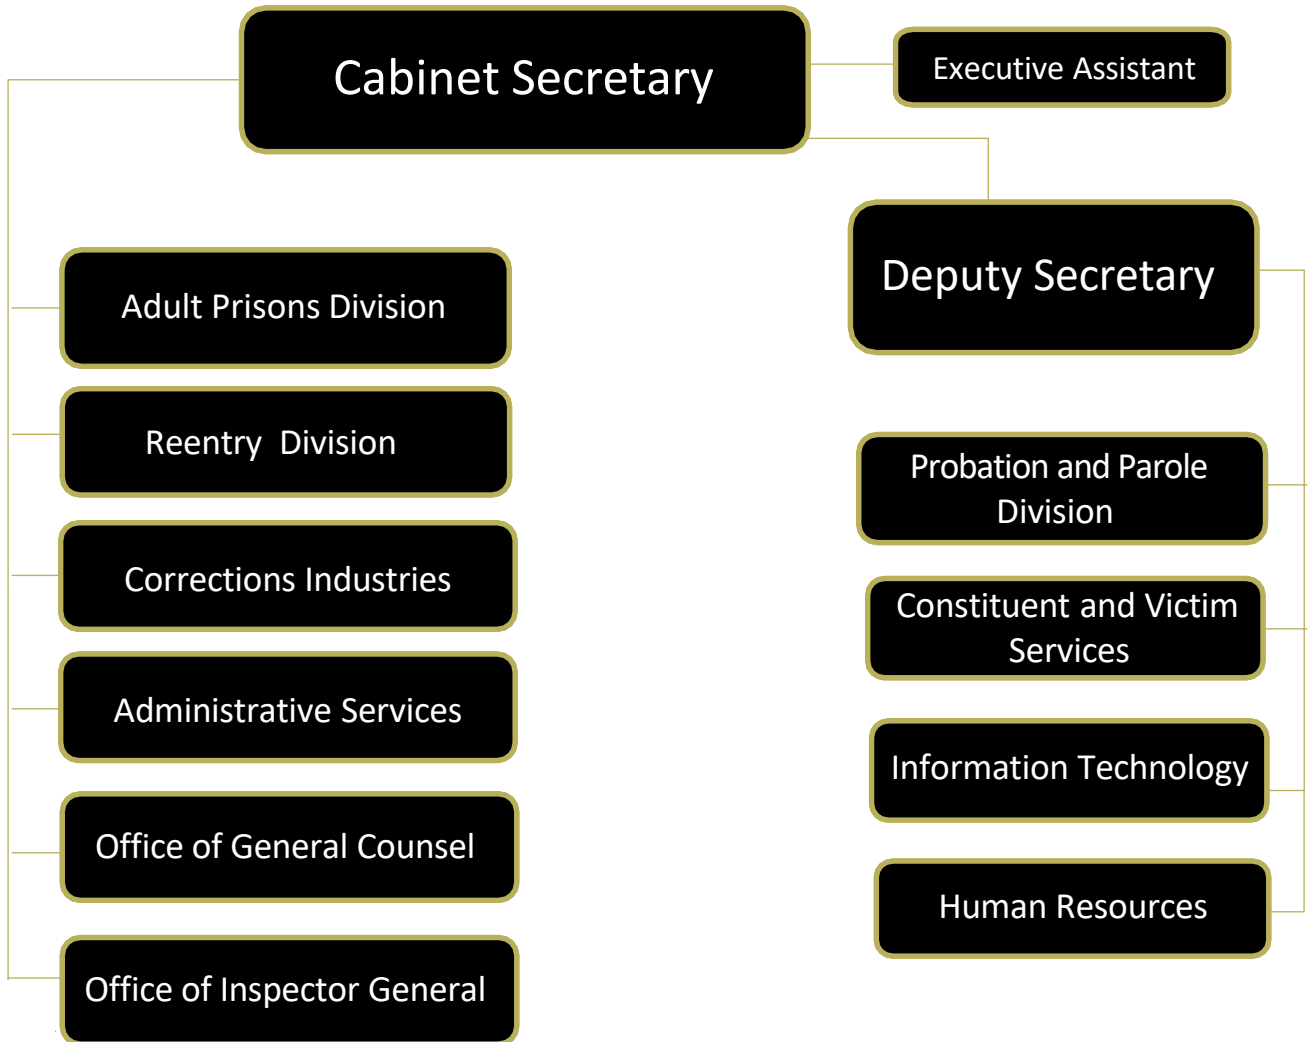 Cabinet Secretary
Executive Assistant
Deputy Secretary
Adult Prisons Division
Reentry Division
Corrections Industries
Administrative Services
Office of General Counsel
Office of Inspector General
Probation and Parole
Division
Constituent and Victim
Services
Information Technology
Human Resources